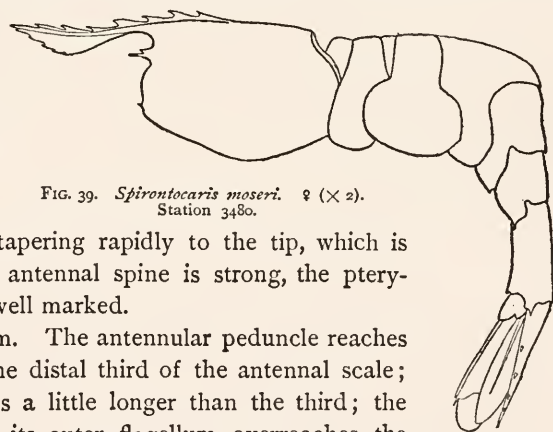 FIG. 39. Spirontocaris moseri. ♀ (× 2).
Station 3480.
tapering rapidly to the tip, which is
antennal spine is strong, the ptery-
well marked.
m. The antennular peduncle reaches
ne distal third of the antennal scale;
s a little longer than the third; the
its outer flagellum overreaches the